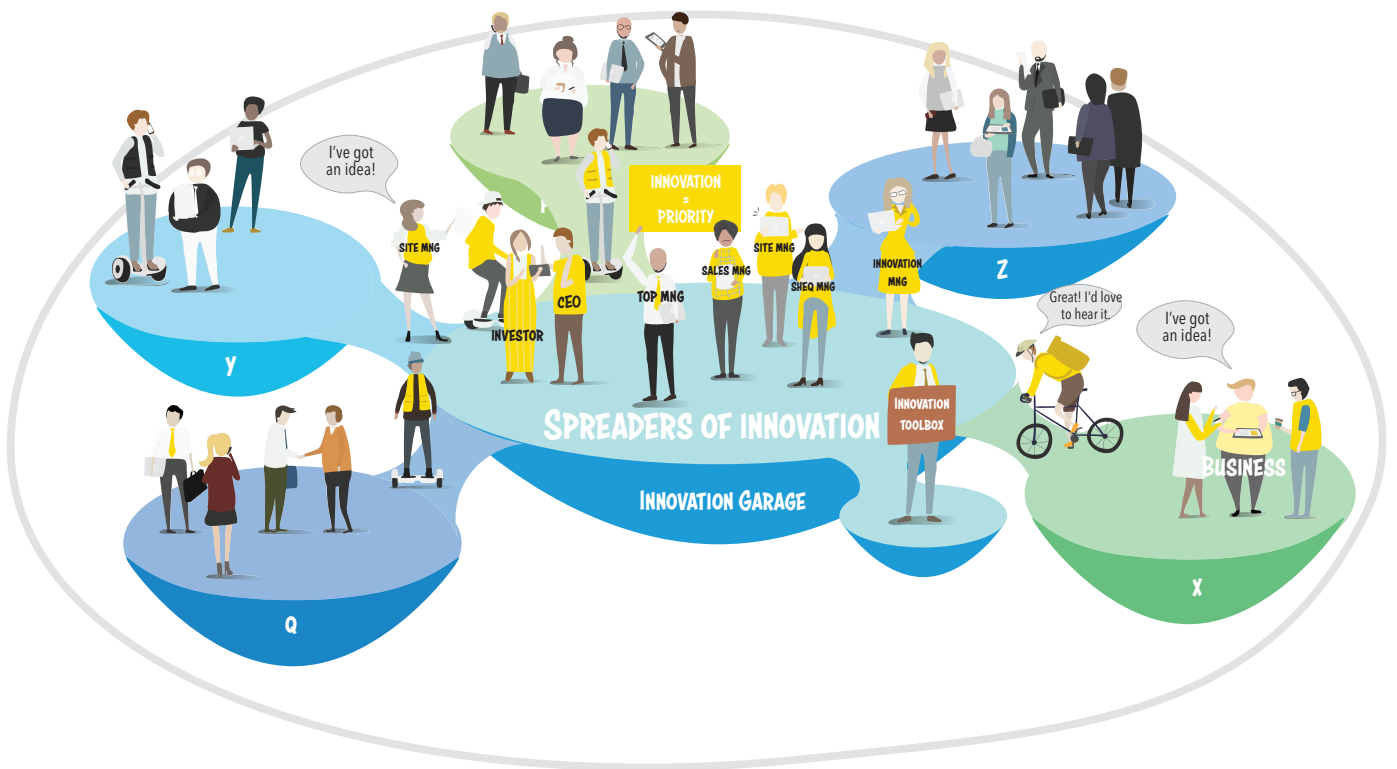 I've got
an idea!
INNOVATION
=
PRIORITY
SITE MNG
SITE MNG
SALES MNG
SHEQ MNG
INNOVATION
MNG
Z
CEO
TOP MNG
INVESTOR
Great! I'd love
to hear it.
I've got
an idea!
Y
INNOVATION
TOOLBOX
SPREADERS OF INNOVATION
BUSINESS
INNOVATION GARAGE
X
Q